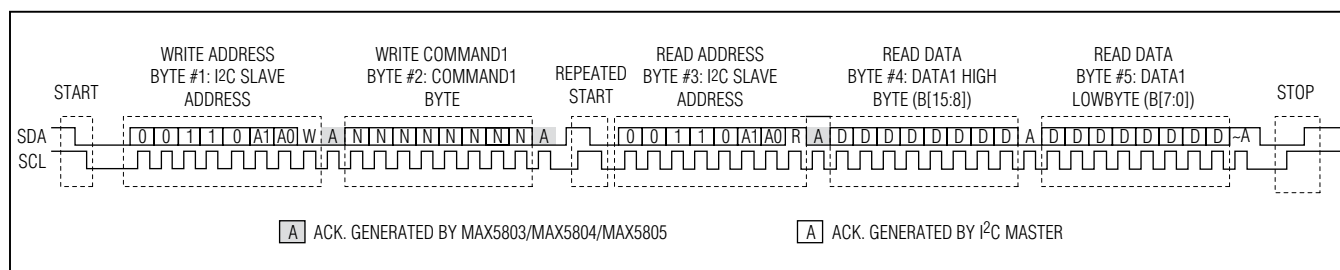 START
WRITE ADDRESS
BYTE #1: I2C SLAVE
ADDRESS
WRITE COMMAND1
BYTE #2: COMMAND1
BYTE
REPEATED
START
READ ADDRESS
BYTE #3: I2C SLAVE
ADDRESS
READ DATA
BYTE #4: DATA1 HIGH
BYTE (B[15:8])
READ DATA
BYTE #5: DATA1
LOWBYTE (B[7:0])
STOP
SDA 0 0 1 1 0 A1 A0 W A N N N N N N N N A 0 0 1 1 0 A1 A0 R A D D D D D D D D A D D D D D D D D ~A
SCL
A ACK. GENERATED BY MAX5803/MAX5804/MAX5805
A ACK. GENERATED BY I2C MASTER